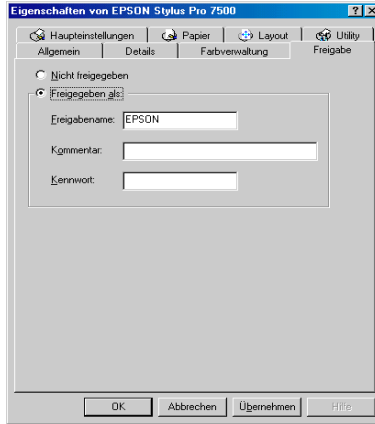 Eigenschaften von EPSON Stylus Pro 7500
Haupteinstellungen Papier Layout Utility
Allgemein Details Farbverwaltung Freigabe
Nicht freigegeben
Freigegeben als:
Freigabename: EPSON
Kommentar:
Kennwort:
OK Abbrechen Übernehmen Hilfe